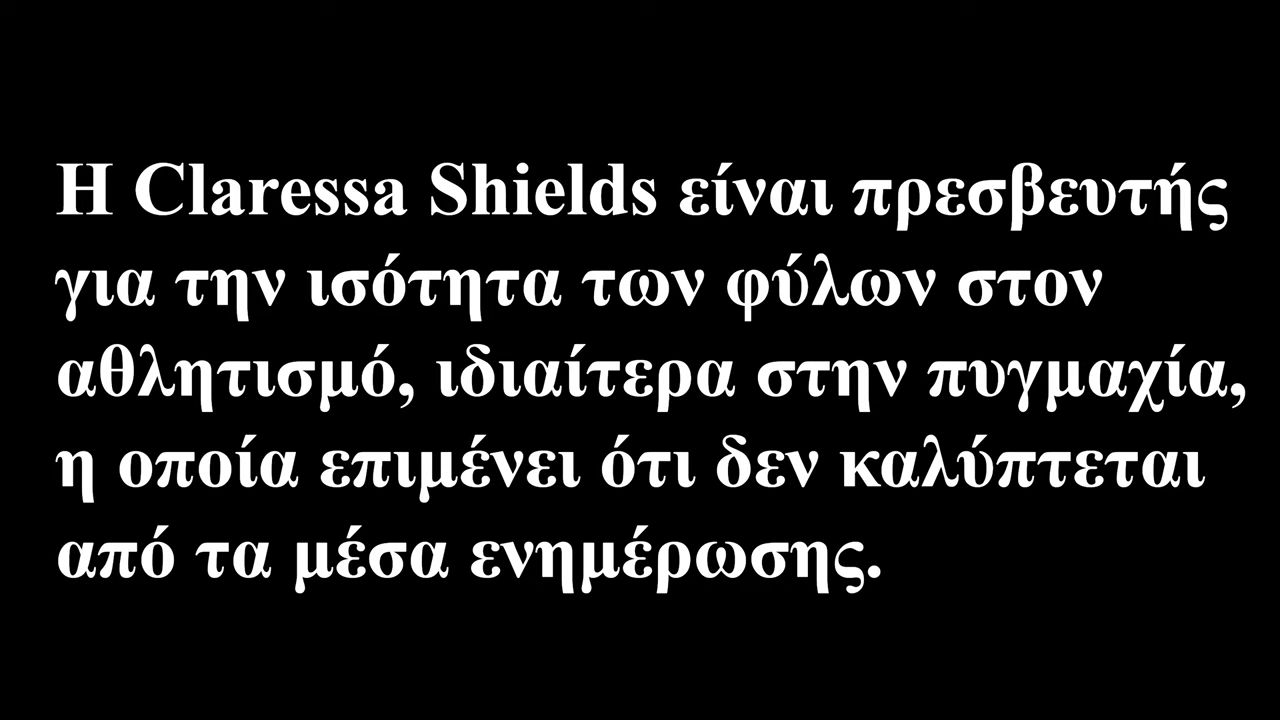 Η Claressa Shields είναι πρεσβευτής
για την ισότητα των φύλων στον
αθλητισμό, ιδιαίτερα στην πυγμαχία,
η οποία επιμένει ότι δεν καλύπτεται
από τα μέσα ενημέρωσης.